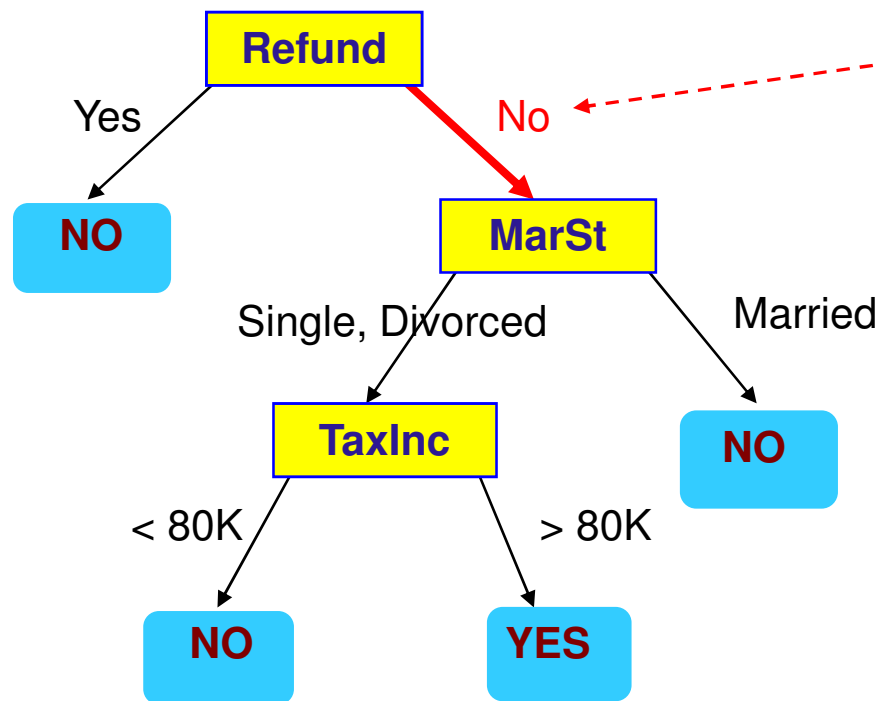 Refund
Yes
No
NO
MarSt
Single, Divorced
Married
TaxInc
NO
< 80K
> 80K
NO
YES